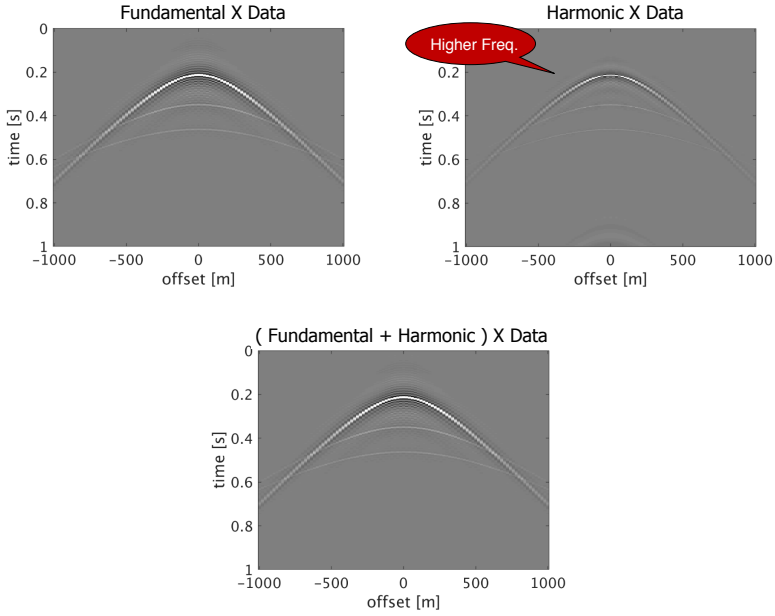 Fundamental X Data
0
0.2
0.4
0.6
0.8
1
time [s]
−1000 −500 0 500 1000
offset [m]
Harmonic X Data
Higher Freq.
0
0.2
0.4
0.6
0.8
1
time [s]
−1000 −500 0 500 1000
offset [m]
( Fundamental + Harmonic ) X Data
0
0.2
0.4
0.6
0.8
1
time [s]
−1000 −500 0 500 1000
offset [m]